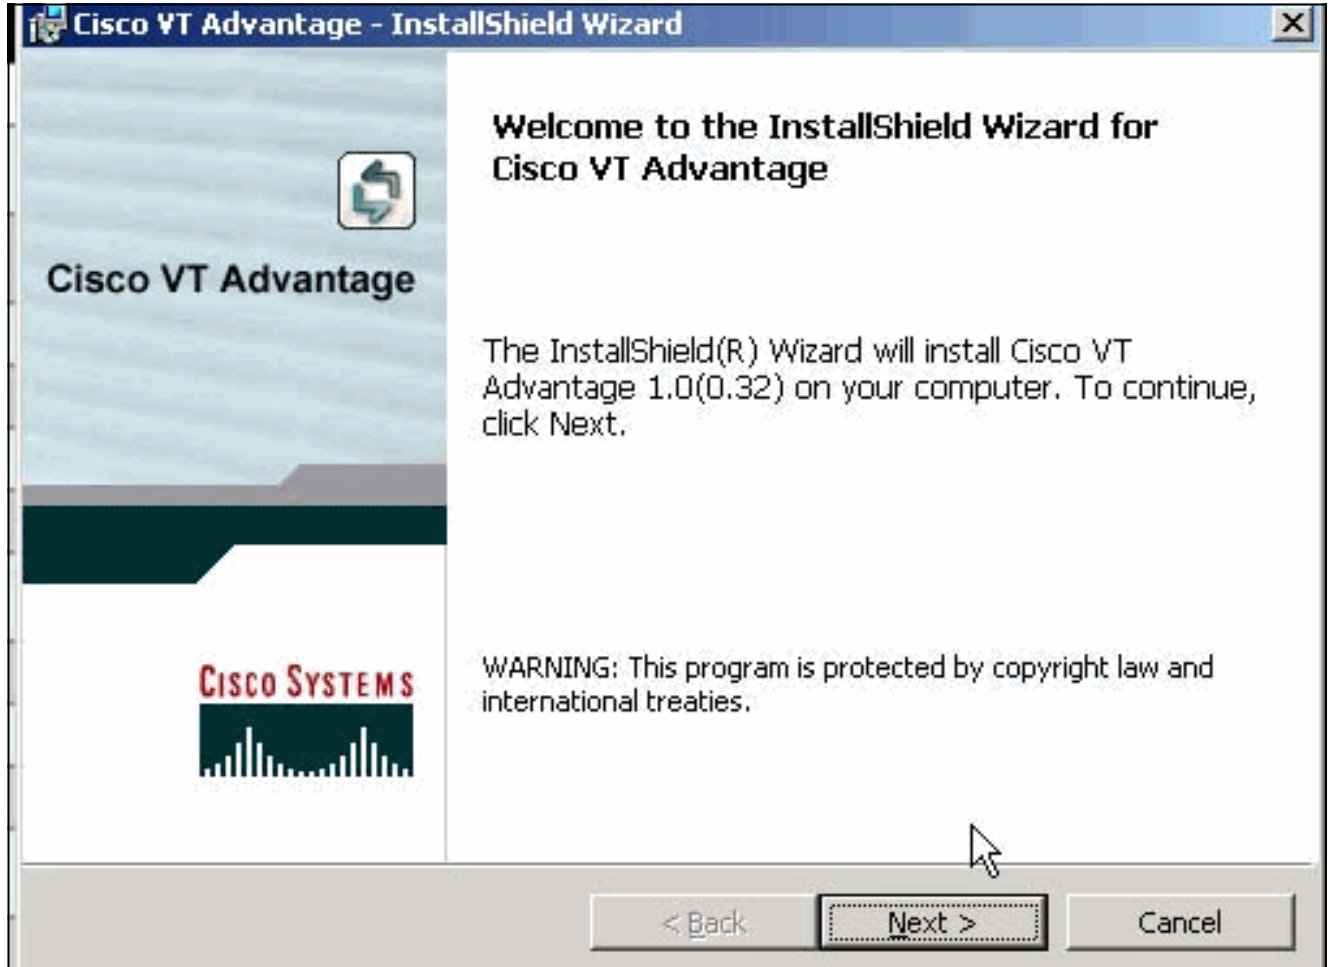 Cisco VT Advantage - InstallShield Wizard
Welcome to the InstallShield Wizard for
Cisco VT Advantage
Cisco VT Advantage
The InstallShield(R) Wizard will install Cisco VT
Advantage 1.0(0.32) on your computer. To continue,
click Next.
CISCO SYSTEMS
WARNING: This program is protected by copyright law and
international treaties.
< Back
Next >
Cancel